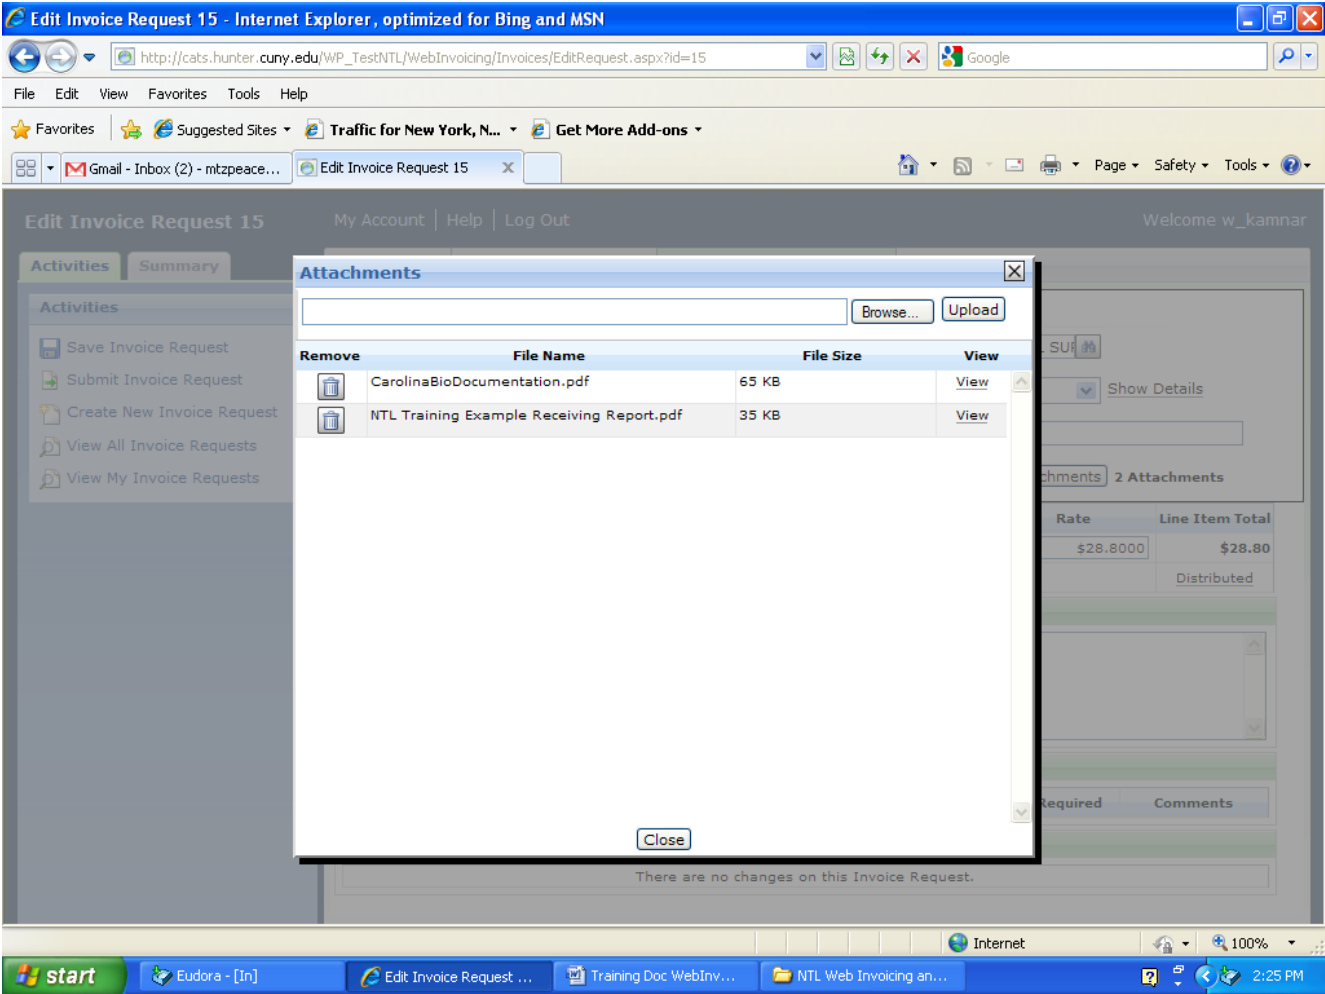 Edit Invoice Request 15 - Internet Explorer, optimized for Bing and MSN
http://cats.hunter.cuny.edu/WP_TestNTL/WebInvoicing/Invoices/EditRequest.aspx?id=15 Google
File Edit View Favorites Tools Help
Favorites Suggested Sites Traffic for New York, N... Get More Add-ons
Gmail - Inbox (2) - mtzpeace... Edit Invoice Request 15 X Page Safety Tools
Edit Invoice Request 15 My Account | Help | Log Out Welcome w_kamnar
Activities Summary
Attachments
Activities
Browse... Upload
Save Invoice Request
SUF
Remove File Name File Size View
Submit Invoice Request
CarolinaBioDocumentation.pdf 65 KB View
Show Details
Create New Invoice Request
NTL Training Example Receiving Report.pdf 35 KB View
View All Invoice Requests
View My Invoice Requests
chments 2 Attachments
Rate Line Item Total
$28.8000 $28.80
Distributed
Required Comments
Close
There are no changes on this Invoice Request.
Internet 100%
start Eudora - [In] Edit Invoice Request ... Training Doc WebInv... NTL Web Invoicing an... 2:25 PM